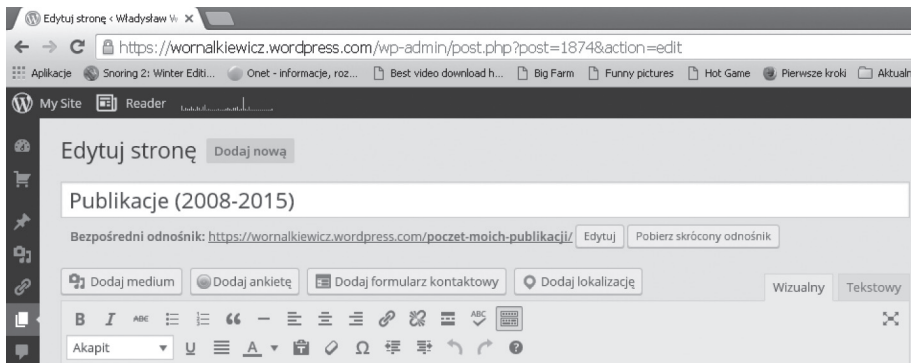 Edytuj stronę < Władysław W
https://wornalkiewicz.wordpress.com/wp-admin/post.php?post=1874&action=edit
Aplikacje Snoring 2: Winter Editi... Onet - informacje, roz... Best video download h... Big Farm Funny pictures Hot Game Pierwsze kroki Aktualn
My Site Reader
Edytuj stronę Dodaj nową
Publikacje (2008-2015)
Bezpośredni odnośnik: https://wornalkiewicz.wordpress.com/poczet-moich-publikacji/ Edytuj Pobierz skrócony odnośnik
Dodaj medium Dodaj ankietę Dodaj formularz kontaktowy Dodaj lokalizację Wizualny Tekstowy
B I ABC ABC
Akapit U A T Ω